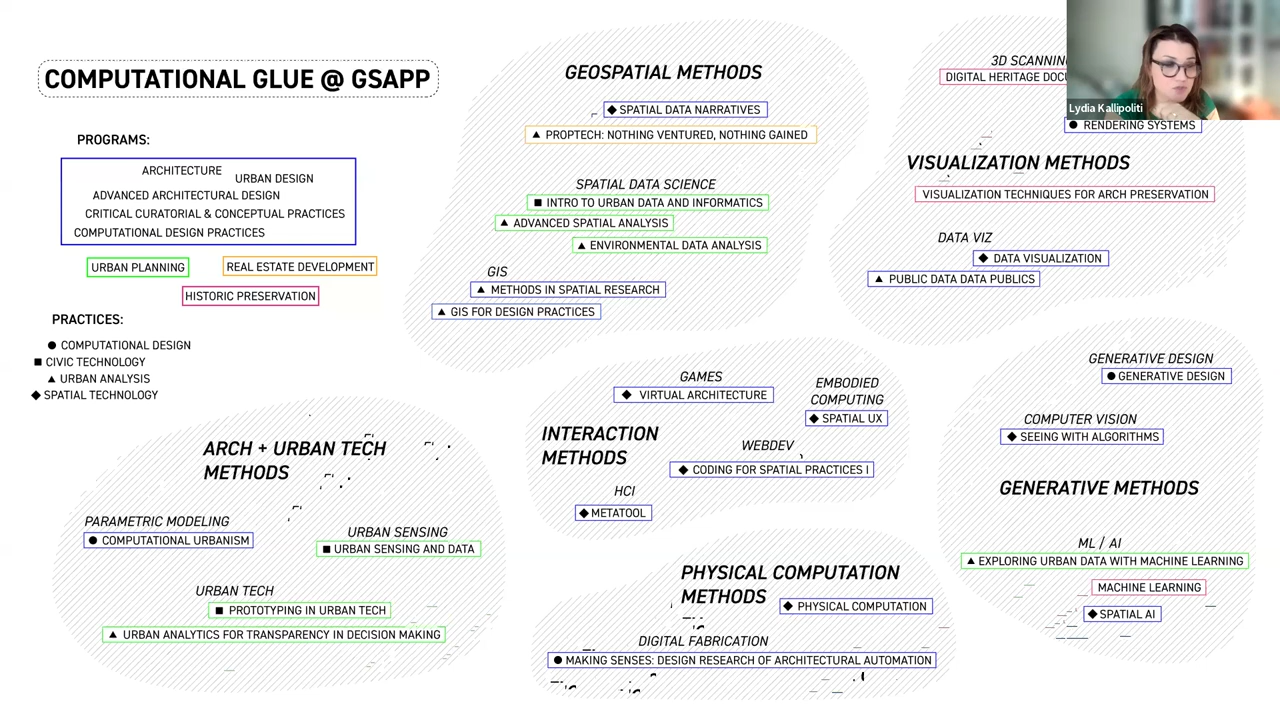 COMPUTATIONAL GLUE @ GSAPP
PROGRAMS:
ARCHITECTURE
URBAN DESIGN
ADVANCED ARCHITECTURAL DESIGN
CRITICAL CURATORIAL & CONCEPTUAL PRACTICES
COMPUTATIONAL DESIGN PRACTICES
URBAN PLANNING
REAL ESTATE DEVELOPMENT
HISTORIC PRESERVATION
PRACTICES:
● COMPUTATIONAL DESIGN
■ CIVIC TECHNOLOGY
▲ URBAN ANALYSIS
◆ SPATIAL TECHNOLOGY
GEOSPATIAL METHODS
◆ SPATIAL DATA NARRATIVES
▲ PROPTECH: NOTHING VENTURED, NOTHING GAINED
SPATIAL DATA SCIENCE
■ INTRO TO URBAN DATA AND INFORMATICS
▲ ADVANCED SPATIAL ANALYSIS
▲ ENVIRONMENTAL DATA ANALYSIS
GIS
▲ METHODS IN SPATIAL RESEARCH
▲ GIS FOR DESIGN PRACTICES
3D SCANNING
DIGITAL HERITAGE
Lydia Kallipoliti
● RENDERING SYSTEMS
VISUALIZATION METHODS
VISUALIZATION TECHNIQUES FOR ARCH PRESERVATION
DATA VIZ
◆ DATA VISUALIZATION
▲ PUBLIC DATA DATA PUBLICS
ARCH + URBAN TECH
METHODS
PARAMETRIC MODELING
● COMPUTATIONAL URBANISM
URBAN SENSING
■ URBAN SENSING AND DATA
URBAN TECH
■ PROTOTYPING IN URBAN TECH
▲ URBAN ANALYTICS FOR TRANSPARENCY IN DECISION MAKING
GAMES
◆ VIRTUAL ARCHITECTURE
EMBODIED
COMPUTING
◆ SPATIAL UX
INTERACTION
METHODS
WEBDEV
◆ CODING FOR SPATIAL PRACTICES I
HCI
◆ METATOOL
PHYSICAL COMPUTATION
METHODS
◆ PHYSICAL COMPUTATION
DIGITAL FABRICATION
● MAKING SENSES: DESIGN RESEARCH OF ARCHITECTURAL AUTOMATION
GENERATIVE DESIGN
● GENERATIVE DESIGN
COMPUTER VISION
◆ SEEING WITH ALGORITHMS
GENERATIVE METHODS
ML / AI
▲ EXPLORING URBAN DATA WITH MACHINE LEARNING
MACHINE LEARNING
◆ SPATIAL AI